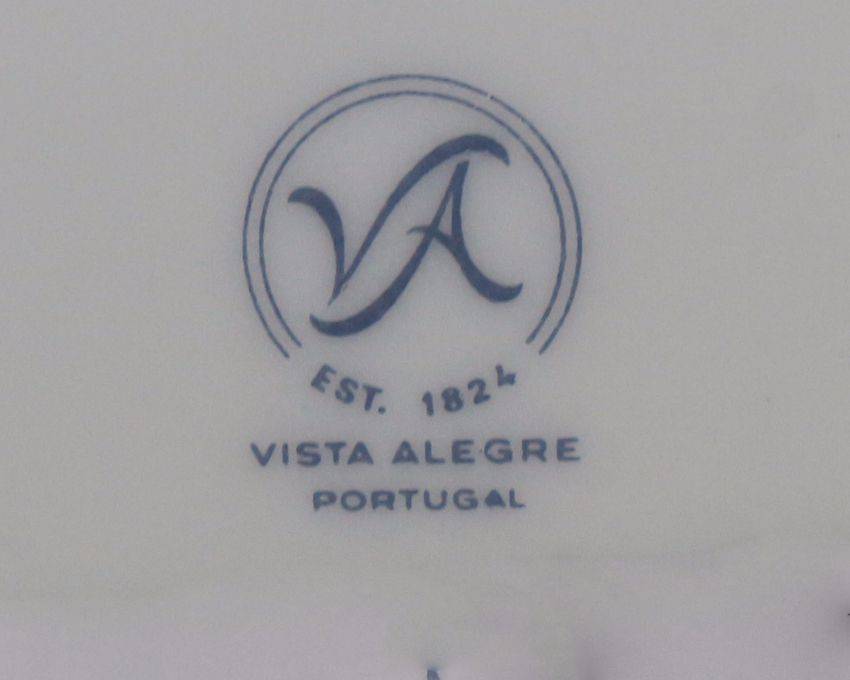 VA
EST. 1824
VISTA ALEGRE
PORTUGAL